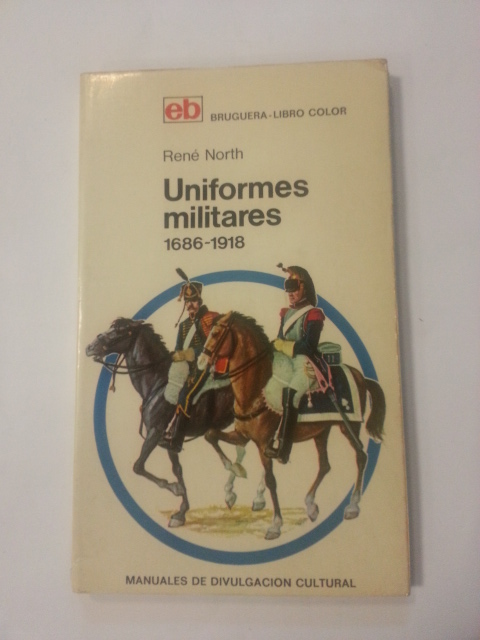 eb BRUGUERA-LIBRO COLOR
René North
Uniformes
militares
1686-1918
MANUALES DE DIVULGACION CULTURAL